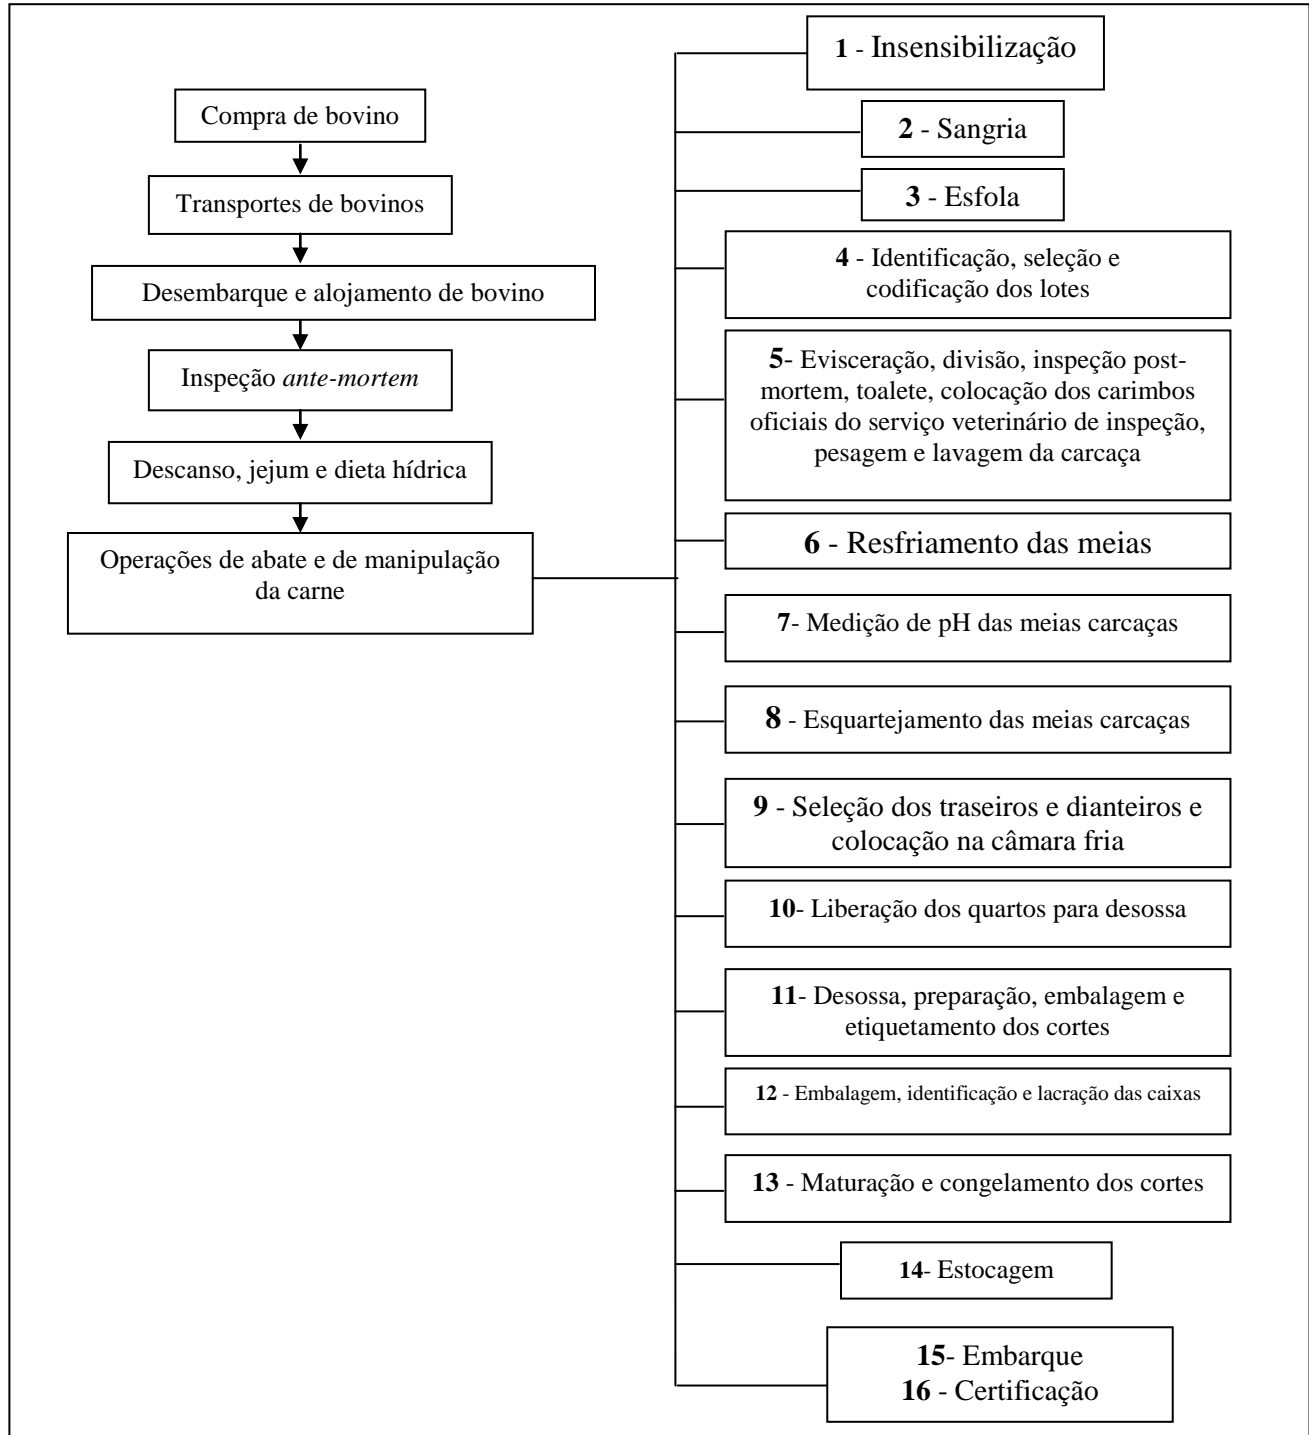 Compra de bovino
Transportes de bovinos
Desembarque e alojamento de bovino
Inspeção ante-mortem
Descanso, jejum e dieta hídrica
Operações de abate e de manipulação
da carne
1 - Insensibilização
2 - Sangria
3 - Esfola
4 - Identificação, seleção e
codificação dos lotes
5- Evisceração, divisão, inspeção post-
mortem, toalete, colocação dos carimbos
oficiais do serviço veterinário de inspeção,
pesagem e lavagem da carcaça
6 - Resfriamento das meias
7- Medição de pH das meias carcaças
8 - Esquartejamento das meias carcaças
9 - Seleção dos traseiros e dianteiros e
colocação na câmara fria
10- Liberação dos quartos para desossa
11- Desossa, preparação, embalagem e
etiquetamento dos cortes
12 - Embalagem, identificação e lacração das caixas
13 - Maturação e congelamento dos cortes
14- Estocagem
15- Embarque
16 - Certificação